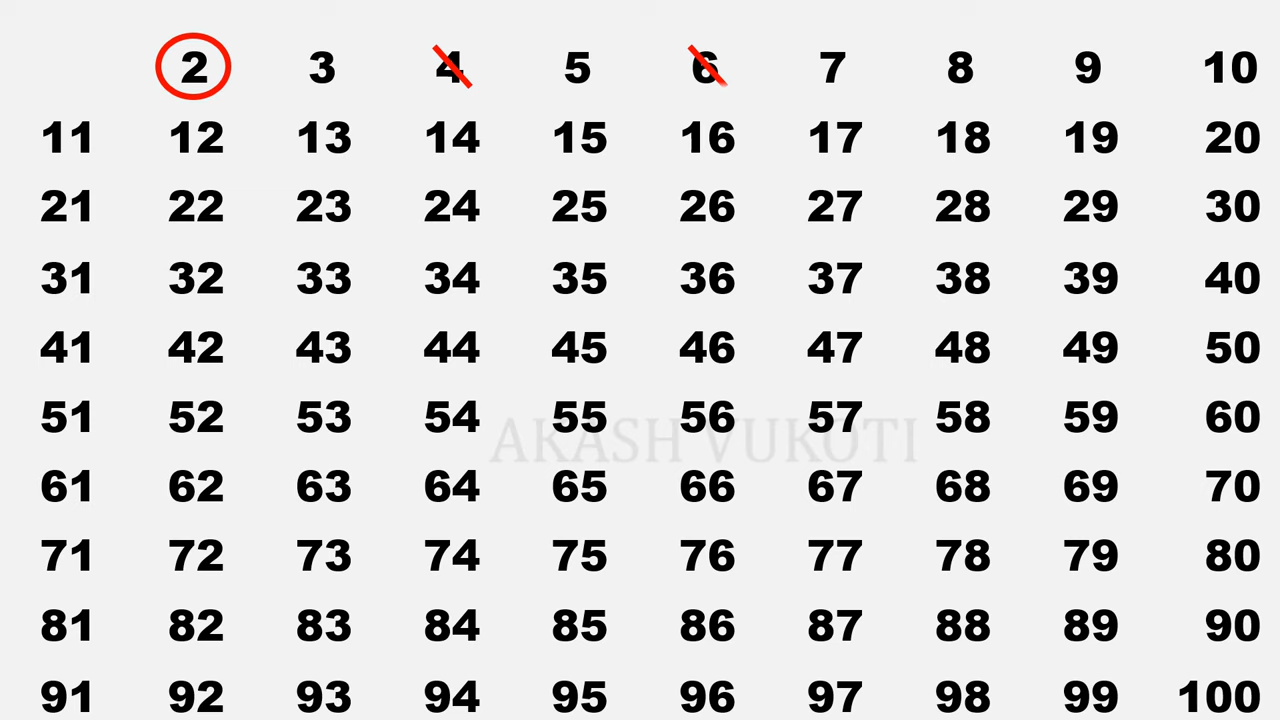 2 3 4 5 6 7 8 9 10
11 12 13 14 15 16 17 18 19 20
21 22 23 24 25 26 27 28 29 30
31 32 33 34 35 36 37 38 39 40
41 42 43 44 45 46 47 48 49 50
51 52 53 54 55 56 57 58 59 60
AKASH VUKOTI
61 62 63 64 65 66 67 68 69 70
71 72 73 74 75 76 77 78 79 80
81 82 83 84 85 86 87 88 89 90
91 92 93 94 95 96 97 98 99 100